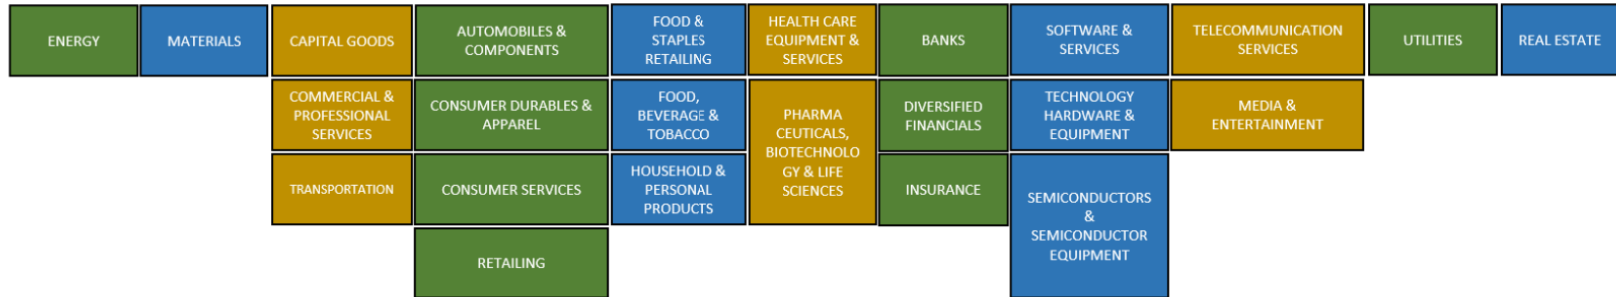 ENERGY
MATERIALS
CAPITAL GOODS
AUTOMOBILES &
COMPONENTS
FOOD &
STAPLES
RETAILING
HEALTH CARE
EQUIPMENT &
SERVICES
BANKS
SOFTWARE &
SERVICES
TELECOMMUNICATION
SERVICES
UTILITIES
REAL ESTATE
COMMERCIAL &
PROFESSIONAL
SERVICES
CONSUMER DURABLES &
APPAREL
FOOD,
BEVERAGE &
TOBACCO
PHARMA
CEUTICALS,
BIOTECHNOLO
GY & LIFE
SCIENCES
DIVERSIFIED
FINANCIALS
TECHNOLOGY
HARDWARE &
EQUIPMENT
MEDIA &
ENTERTAINMENT
TRANSPORTATION
CONSUMER SERVICES
HOUSEHOLD &
PERSONAL
PRODUCTS
INSURANCE
SEMICONDUCTORS
&
SEMICONDUCTOR
EQUIPMENT
RETAILING